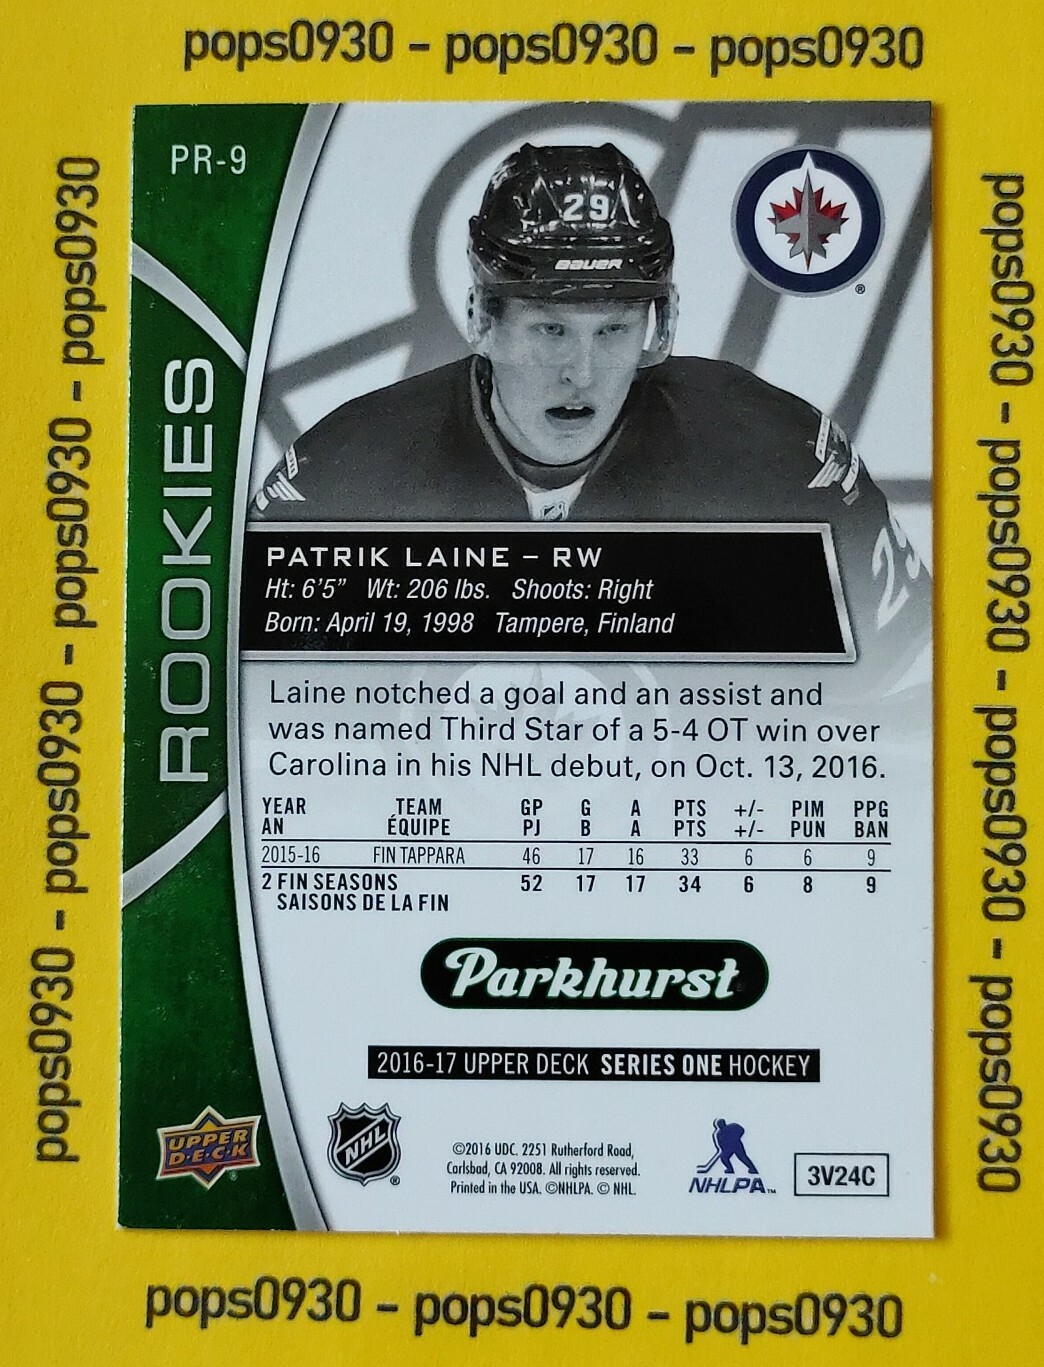 pops0930 - pops0930 - pops0930
pops0930 - pops0930 - pops0930 - pops0930
pops0930 - pops0930 - pops0930 - pops0930
PR-9
29
BAUER
®
ROOKIES
PATRIK LAINE – RW
Ht: 6'5" Wt: 206 lbs. Shoots: Right
Born: April 19, 1998 Tampere, Finland
Laine notched a goal and an assist and
was named Third Star of a 5-4 OT win over
Carolina in his NHL debut, on Oct. 13, 2016.
YEAR TEAM GP G A PTS +/- PIM PPG
AN ÉQUIPE PJ B A PTS +/- PUN BAN
2015-16 FIN TAPPARA 46 17 16 33 6 6 9
2 FIN SEASONS 52 17 17 34 6 8 9
SAISONS DE LA FIN
Parkhurst
2016-17 UPPER DECK SERIES ONE HOCKEY
UPPER
D·E·C·K
®
NHL
®
©2016 UDC. 2251 Rutherford Road,
Carlsbad, CA 92008. All rights reserved.
Printed in the USA. ©NHLPA. © NHL.
NHLPA™
3V24C
pops0930 - pops0930 - pops0930